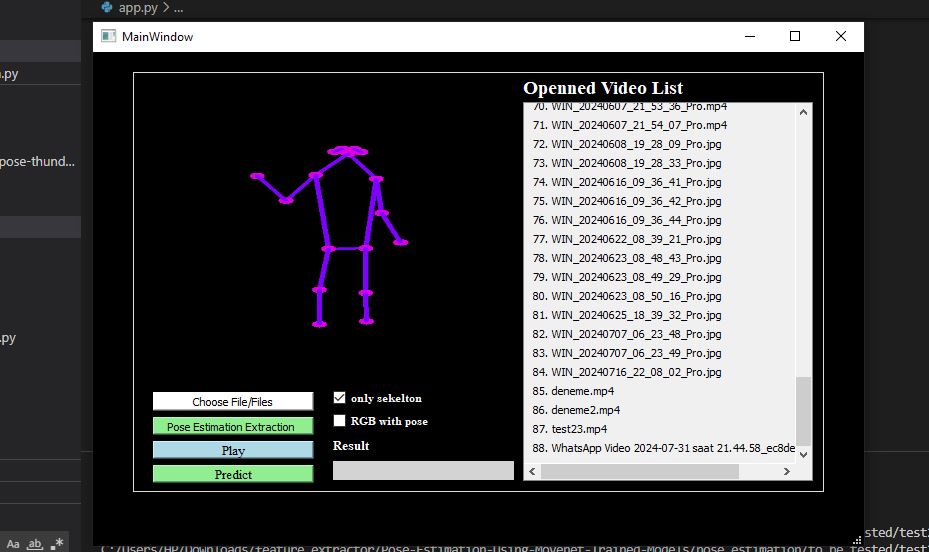 app.py > ...
MainWindow
.py
pose-thund...
.py
Openned Video List
70. WIN_20240607_21_53_36_Pro.mp4
71. WIN_20240607_21_54_07_Pro.mp4
72. WIN_20240608_19_28_09_Pro.jpg
73. WIN_20240608_19_28_33_Pro.jpg
74. WIN_20240616_09_36_41_Pro.jpg
75. WIN_20240616_09_36_42_Pro.jpg
76. WIN_20240616_09_36_44_Pro.jpg
77. WIN_20240622_08_39_21_Pro.jpg
78. WIN_20240623_08_48_43_Pro.jpg
79. WIN_20240623_08_49_29_Pro.jpg
80. WIN_20240623_08_50_16_Pro.jpg
81. WIN_20240625_18_39_32_Pro.jpg
82. WIN_20240707_06_23_48_Pro.jpg
83. WIN_20240707_06_23_49_Pro.jpg
84. WIN_20240716_22_08_02_Pro.jpg
85. deneme.mp4
86. deneme2.mp4
87. test23.mp4
88. WhatsApp Video 2024-07-31 saat 21.44.58_ec8de
Choose File/Files
Pose Estimation Extraction
Play
Predict
only sekelton
RGB with pose
Result
Aa ab .*
sted/test
C:/Users/HP/Downloads/feature_extractor/Pose-Estimation-Using-Movenet-Trained-Models/pose_estimation/to_be_tested/test